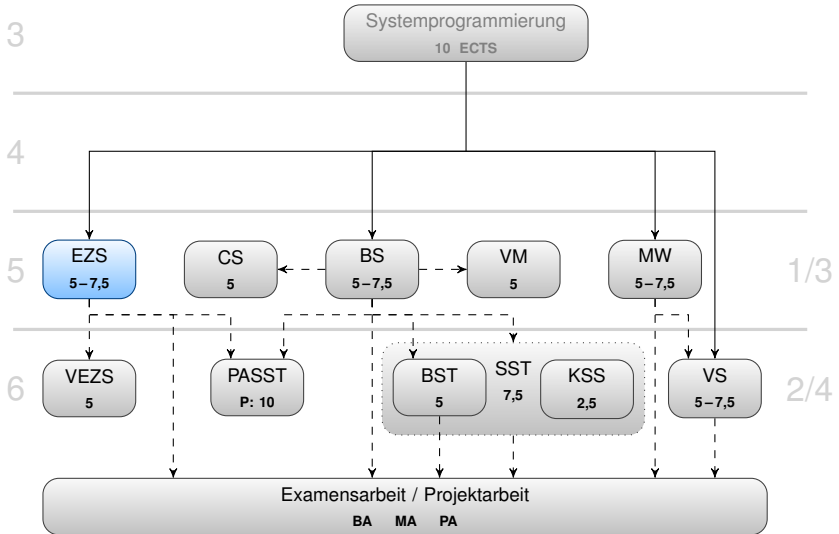 3
Systemprogrammierung
10 ECTS
4
5
EZS
5–7,5
CS
5
BS
5–7,5
VM
5
MW
5–7,5
1/3
6
VEZS
5
PASST
P: 10
BST
5
SST
7,5
KSS
2,5
VS
5–7,5
2/4
Examensarbeit / Projektarbeit
BA MA PA